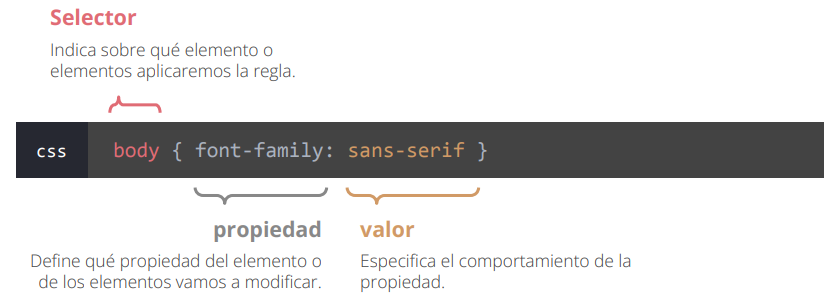 Selector
Indica sobre qué elemento o
elementos aplicaremos la regla.
css
body { font-family: sans-serif }
propiedad
Define qué propiedad del elemento o
de los elementos vamos a modificar.
valor
Especifica el comportamiento de la
propiedad.